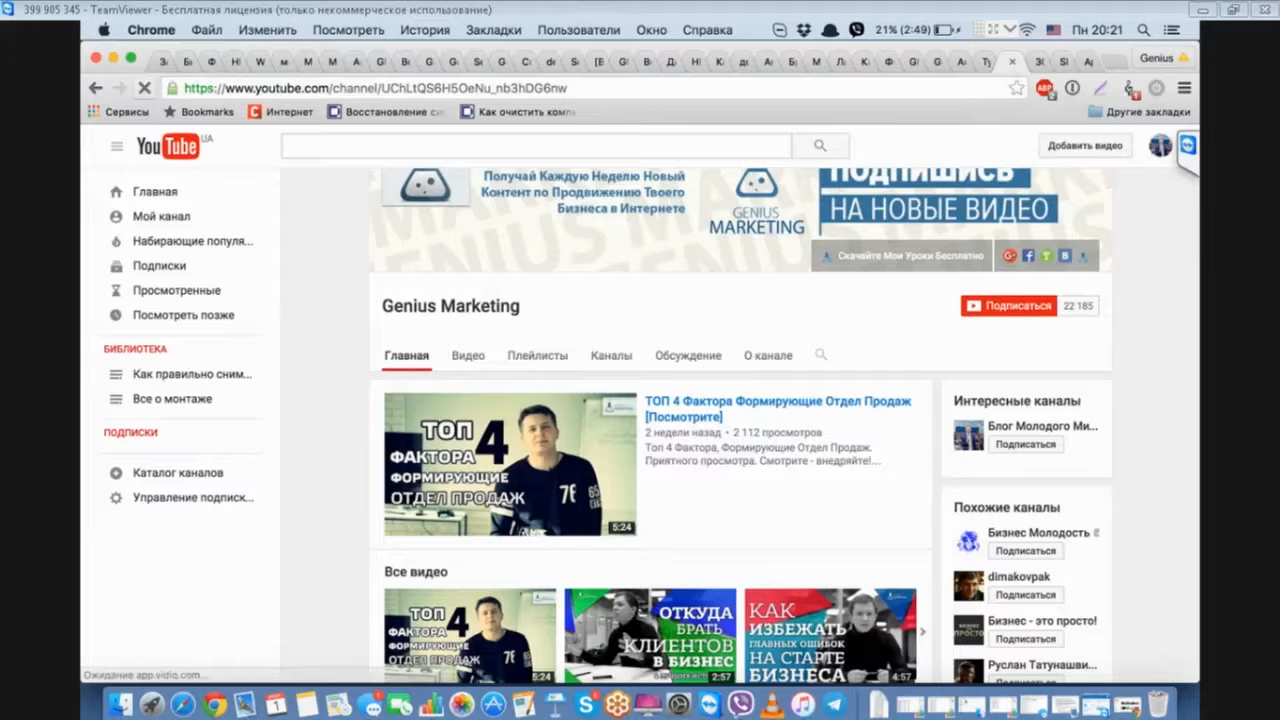 399 905 345 - TeamViewer - Бесплатная лицензия (только некоммерческое использование)
Chrome Файл Изменить Посмотреть История Закладки Пользователи Окно Справка 21% (2:49) Пн 20:21
Genius
https://www.youtube.com/channel/UChLtQS6H5OeNu_nb3hDG6nw
Сервисы Bookmarks Интернет Восстановление Как очистить комп Другие закладки
YouTube UA
Добавить видео
Получай Каждую Неделю Новый
Контент по Продвижению Твоего
Бизнеса в Интернете
GENIUS
MARKETING
ПОДПИШИСЬ
НА НОВЫЕ ВИДЕО
Скачайте Мои Уроки Бесплатно
Главная
Мой канал
Набирающие популя...
Подписки
Просмотренные
Посмотреть позже
БИБЛИОТЕКА
Как правильно сним...
Все о монтаже
ПОДПИСКИ
Каталог каналов
Управление подписк...
Genius Marketing
Подписаться 22 185
Главная Видео Плейлисты Каналы Обсуждение О канале
ТОП 4
ФАКТОРА
ФОРМИРУЮЩИЕ
ОТДЕЛ ПРОДАЖ
76
5:24
ТОП 4 Фактора Формирующие Отдел Продаж
[Посмотрите]
2 недели назад • 2 112 просмотров
Топ 4 Фактора, Формирующие Отдел Продаж.
Приятного просмотра. Смотрите - внедряйте!...
Интересные каналы
Блог Молодого Ми...
Подписаться
Похожие каналы
Бизнес Молодость
Подписаться
dimakovpak
Подписаться
Бизнес - это просто!
Подписаться
Руслан Татунашви...
Все видео
ТОП 4
ФАКТОРА
ФОРМИРУЮЩИЕ
ОТДЕЛ ПРОДАЖ
5:24
ОТКУДА
БРАТЬ
КЛИЕНТОВ
В БИЗНЕС
2:57
КАК
ИЗБЕЖАТЬ
ГЛАВНЫХ ОШИБОК
НА СТАРТЕ
БИЗНЕСА
4:57
Ожидание app.vidiq.com...